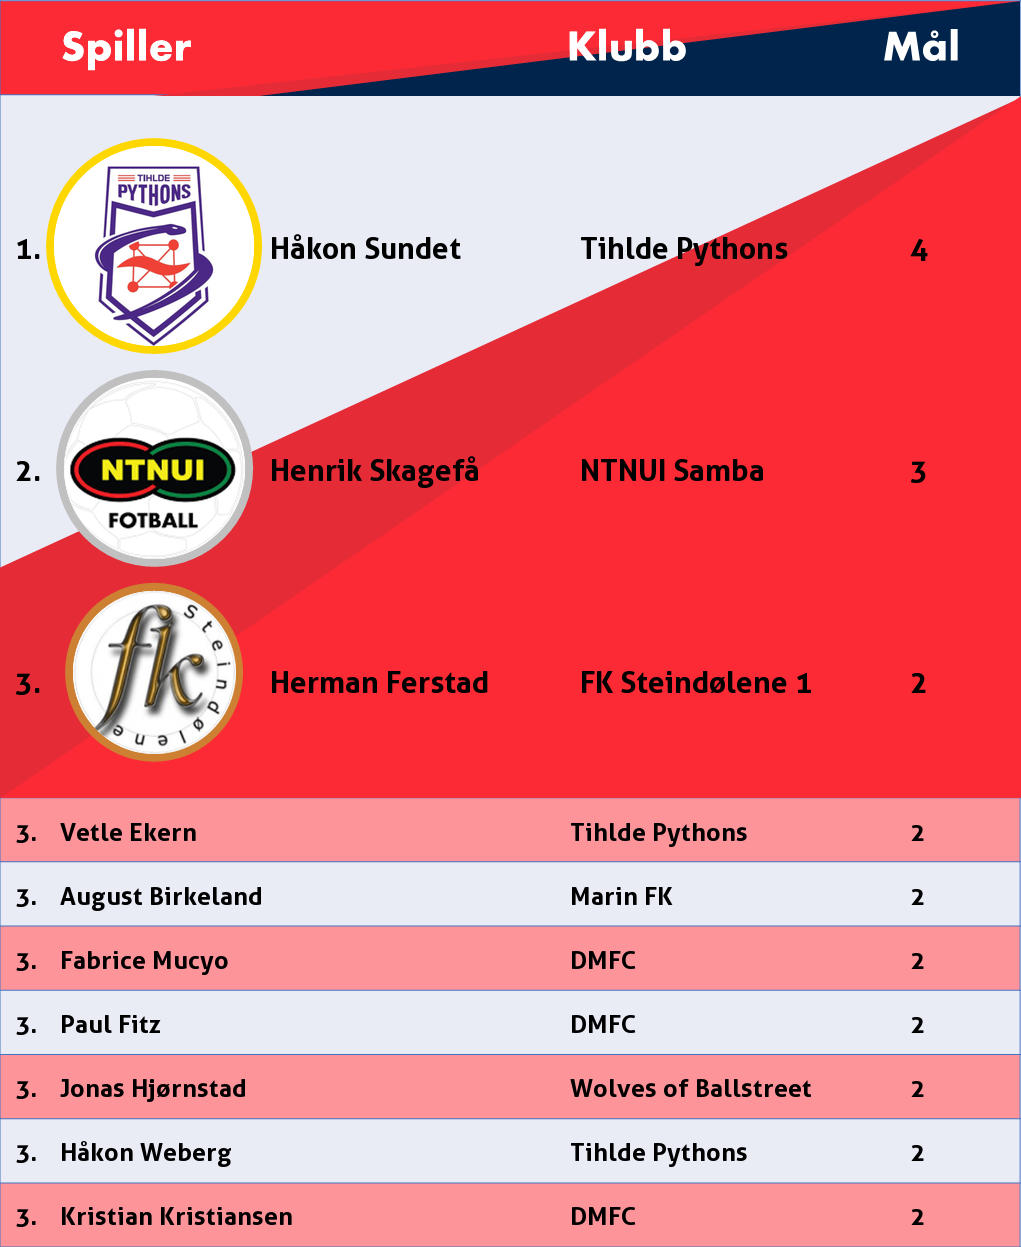 Spiller Klubb Mål
TIHLDE
PYTHONS
1. Håkon Sundet Tihlde Pythons 4
NTNUI
FOTBALL
2. Henrik Skagefå NTNUI Samba 3
fk
Steindølene
3. Herman Ferstad FK Steindølene 1 2
3. Vetle Ekern Tihlde Pythons 2
3. August Birkeland Marin FK 2
3. Fabrice Mucyo DMFC 2
3. Paul Fitz DMFC 2
3. Jonas Hjørnstad Wolves of Ballstreet 2
3. Håkon Weberg Tihlde Pythons 2
3. Kristian Kristiansen DMFC 2